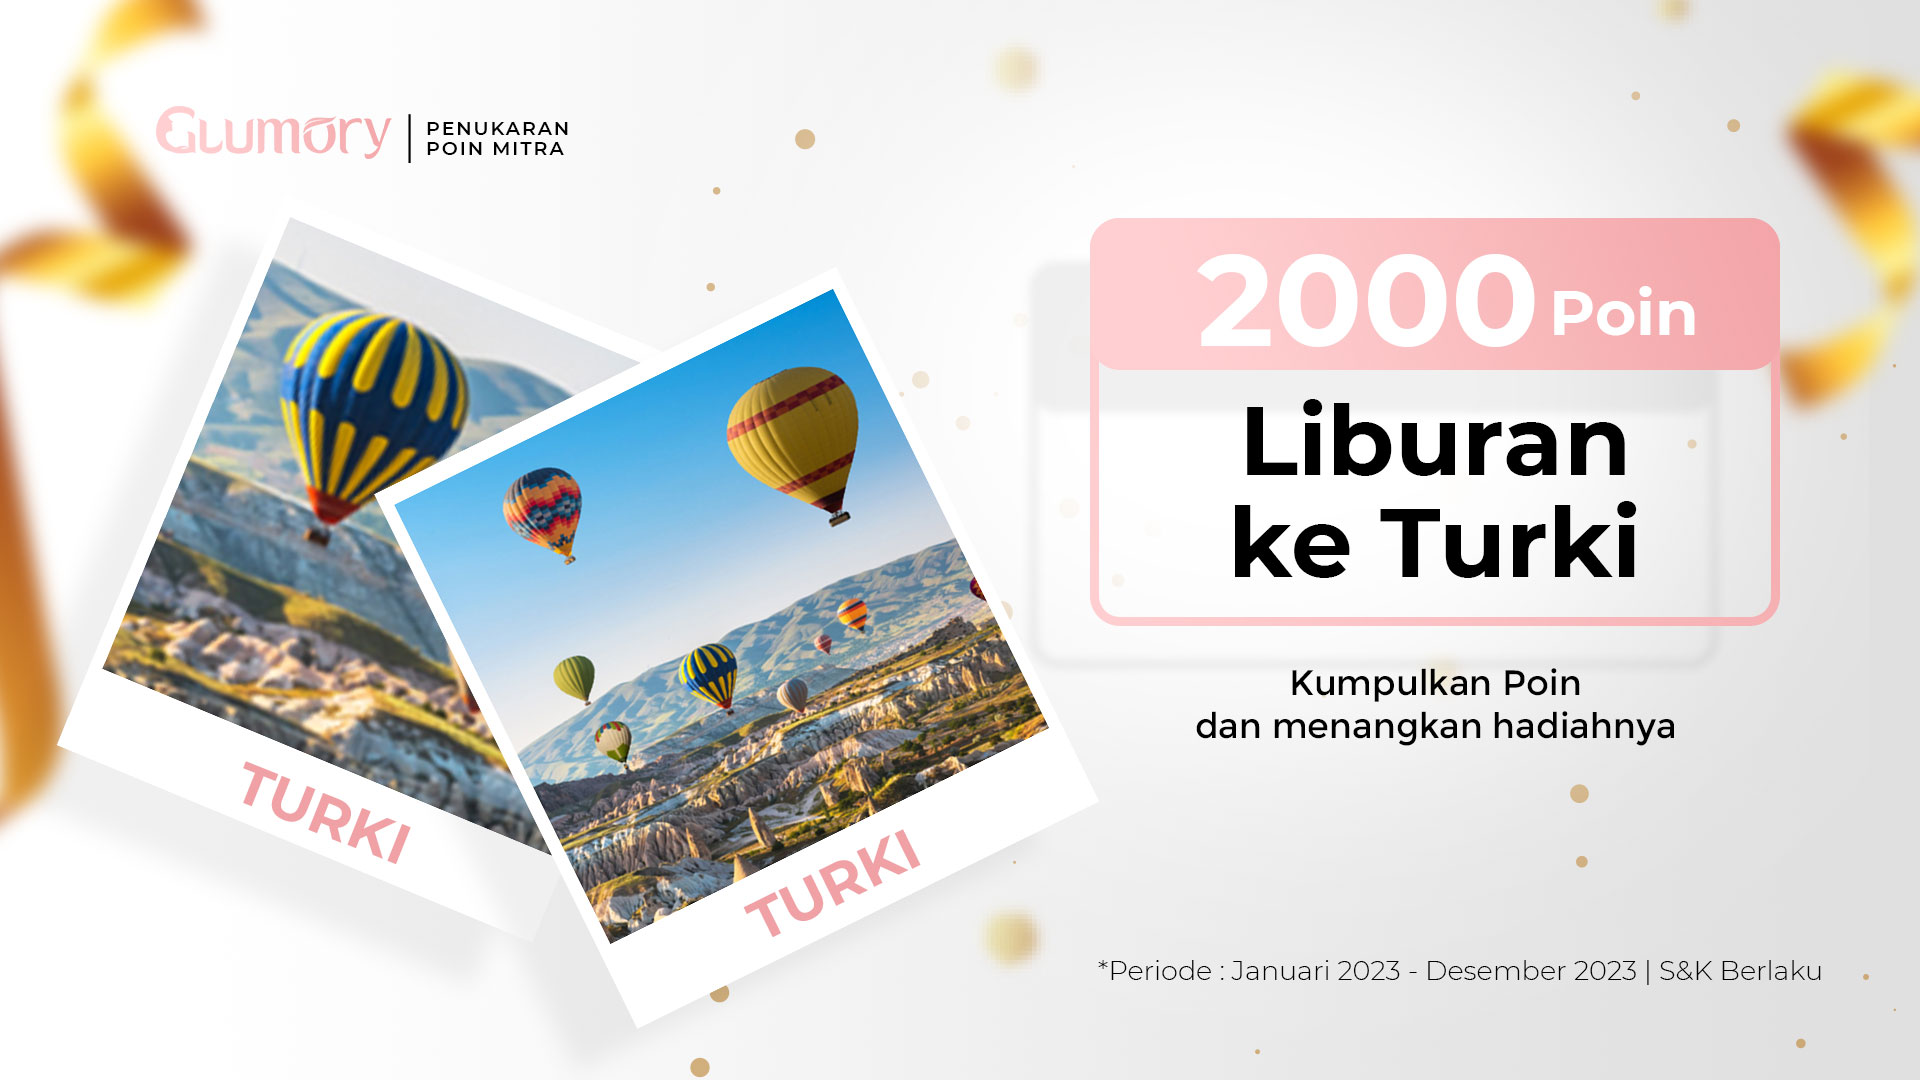 Glumory
PENUKARAN
POIN MITRA
2000 Poin
Liburan
ke Turki
Kumpulkan Poin
dan menangkan hadiahnya
TURKI
TURKI
*Periode : Januari 2023 - Desember 2023 | S&K Berlaku